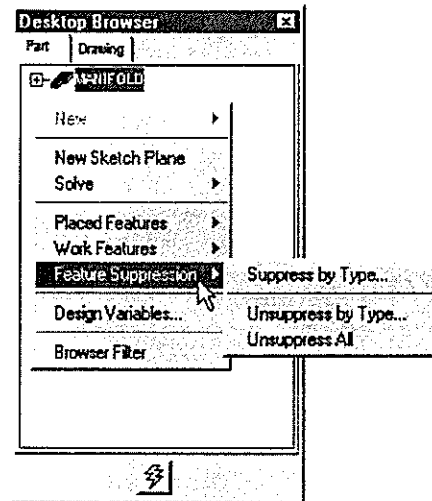 Desktop Browser
Part Drawing
MANIFOLD
New
New Sketch Plane
Solve
Placed Features
Work Features
Feature Suppression
Suppress by Type...
Design Variables...
Unsuppress by Type...
Unsuppress All
Browser Filter